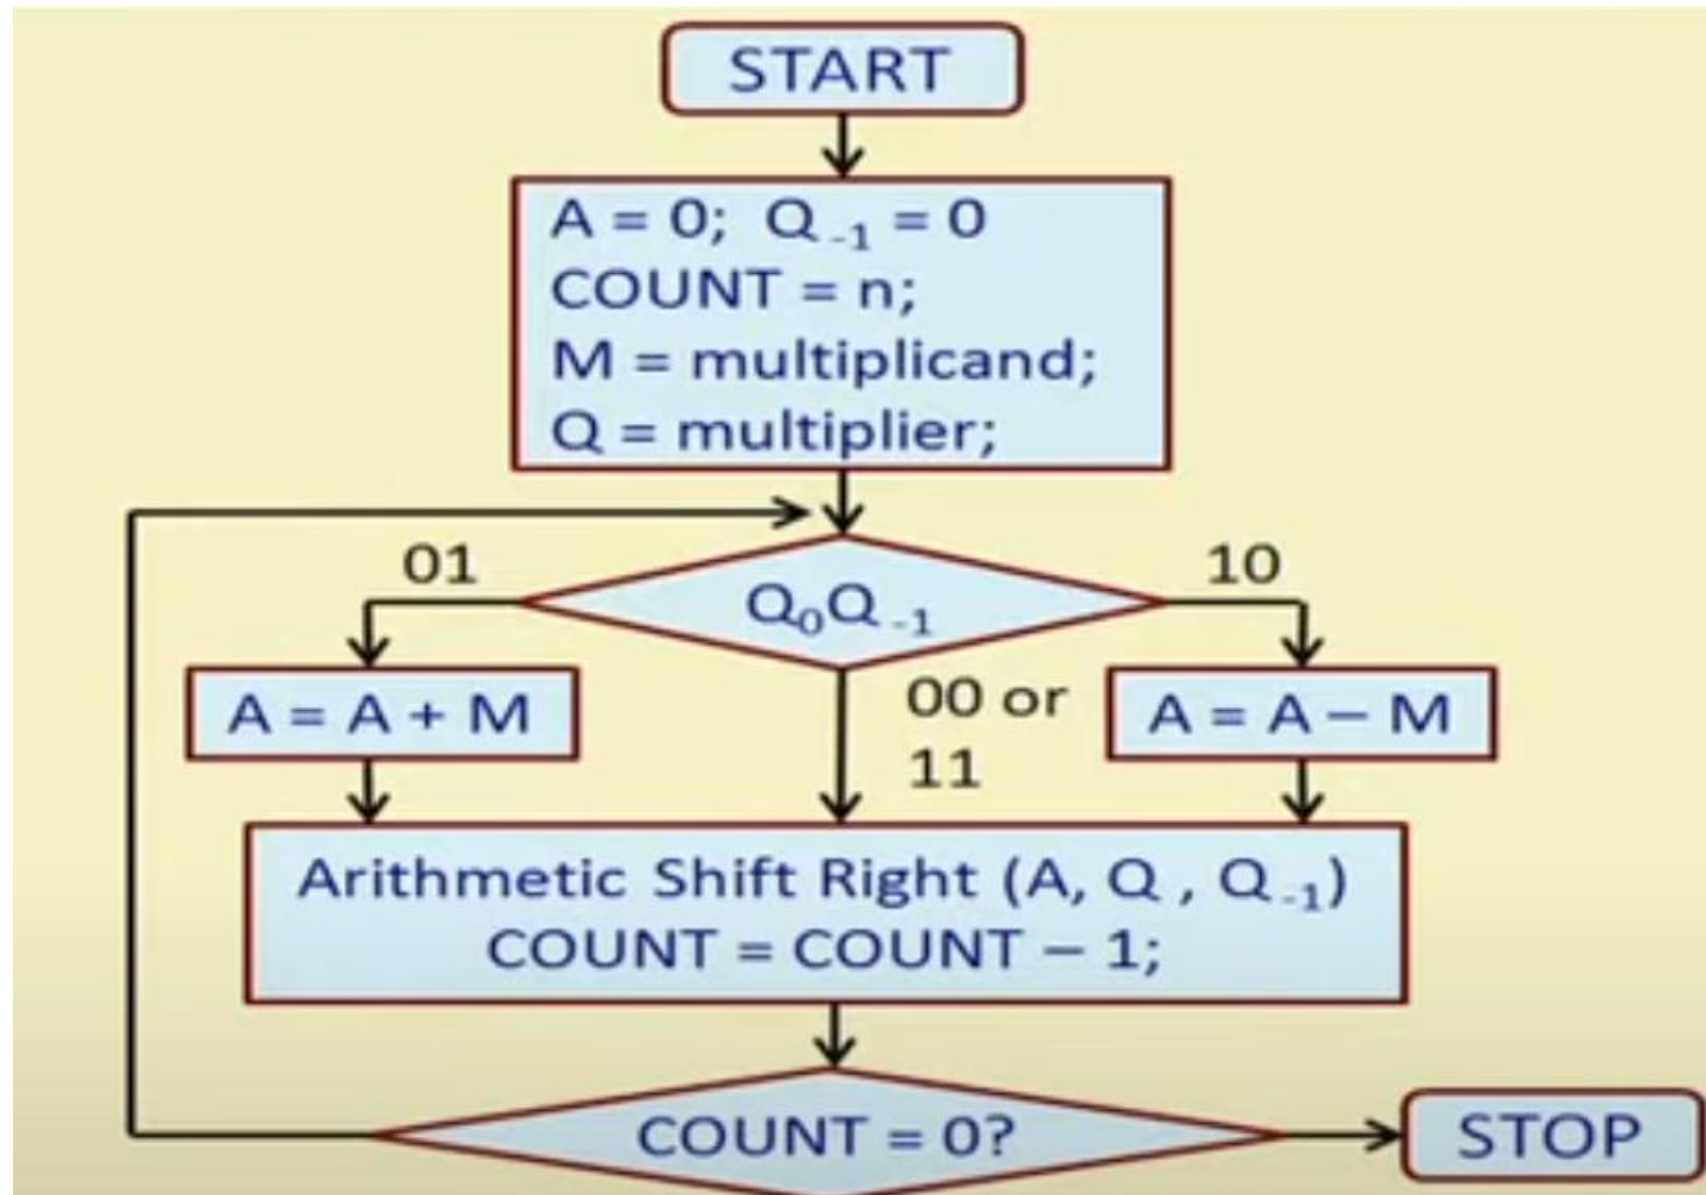 START
A = 0; Q₋₁ = 0
COUNT = n;
M = multiplicand;
Q = multiplier;
01
10
Q₀Q₋₁
A = A + M
00 or
11
A = A – M
Arithmetic Shift Right (A, Q , Q₋₁)
COUNT = COUNT – 1;
COUNT = 0?
STOP